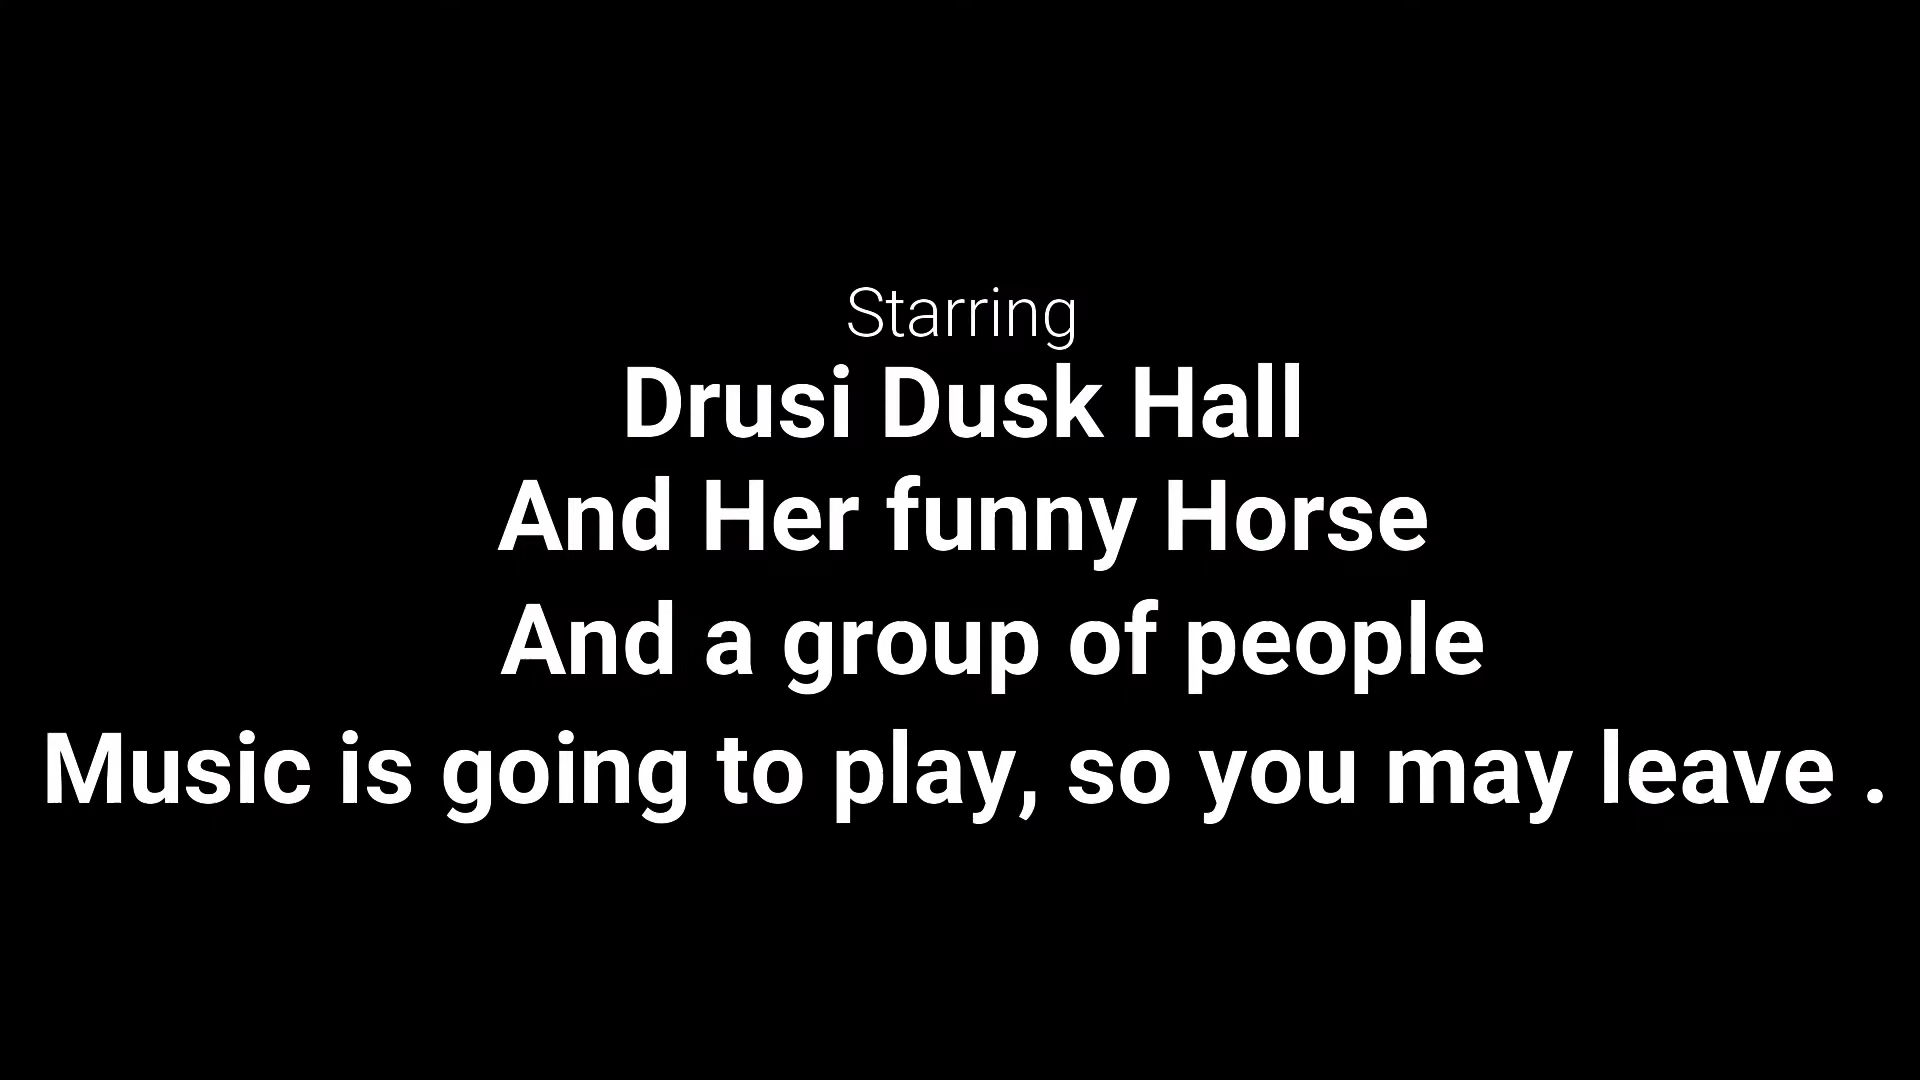 Starring
Drusi Dusk Hall
And Her funny Horse
And a group of people
Music is going to play, so you may leave .